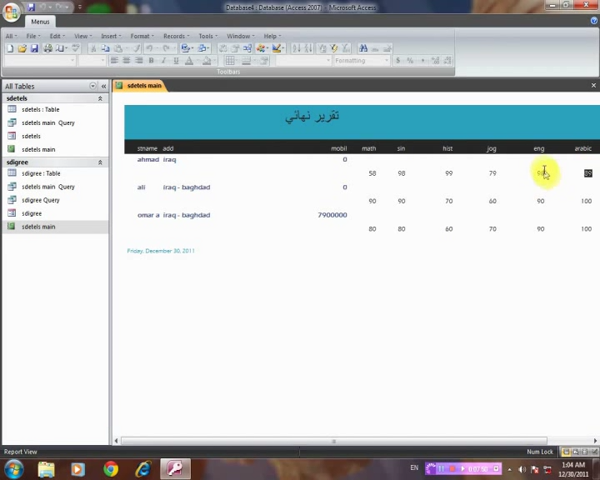 Database4 : Database (Access 2007) - Microsoft Access
Menus
All File Edit View Insert Format Records Tools Window Help
Formatting
Toolbars
All Tables
sdetels
sdetels : Table
sdetels main Query
sdetels
sdetels main
sdigree
sdigree : Table
sdetels main Query
sdigree Query
sdigree
sdetels main
sdetels main
تقرير نهائي
stname add mobil math sin hist jog eng arabic
ahmad iraq 0
58 98 99 79 89
ali iraq - baghdad 0
90 90 70 60 90 100
omar a iraq - baghdad 7900000
80 80 60 70 90 100
Friday, December 30, 2011
Report View
Num Lock
EN
1:04 AM
12/30/2011